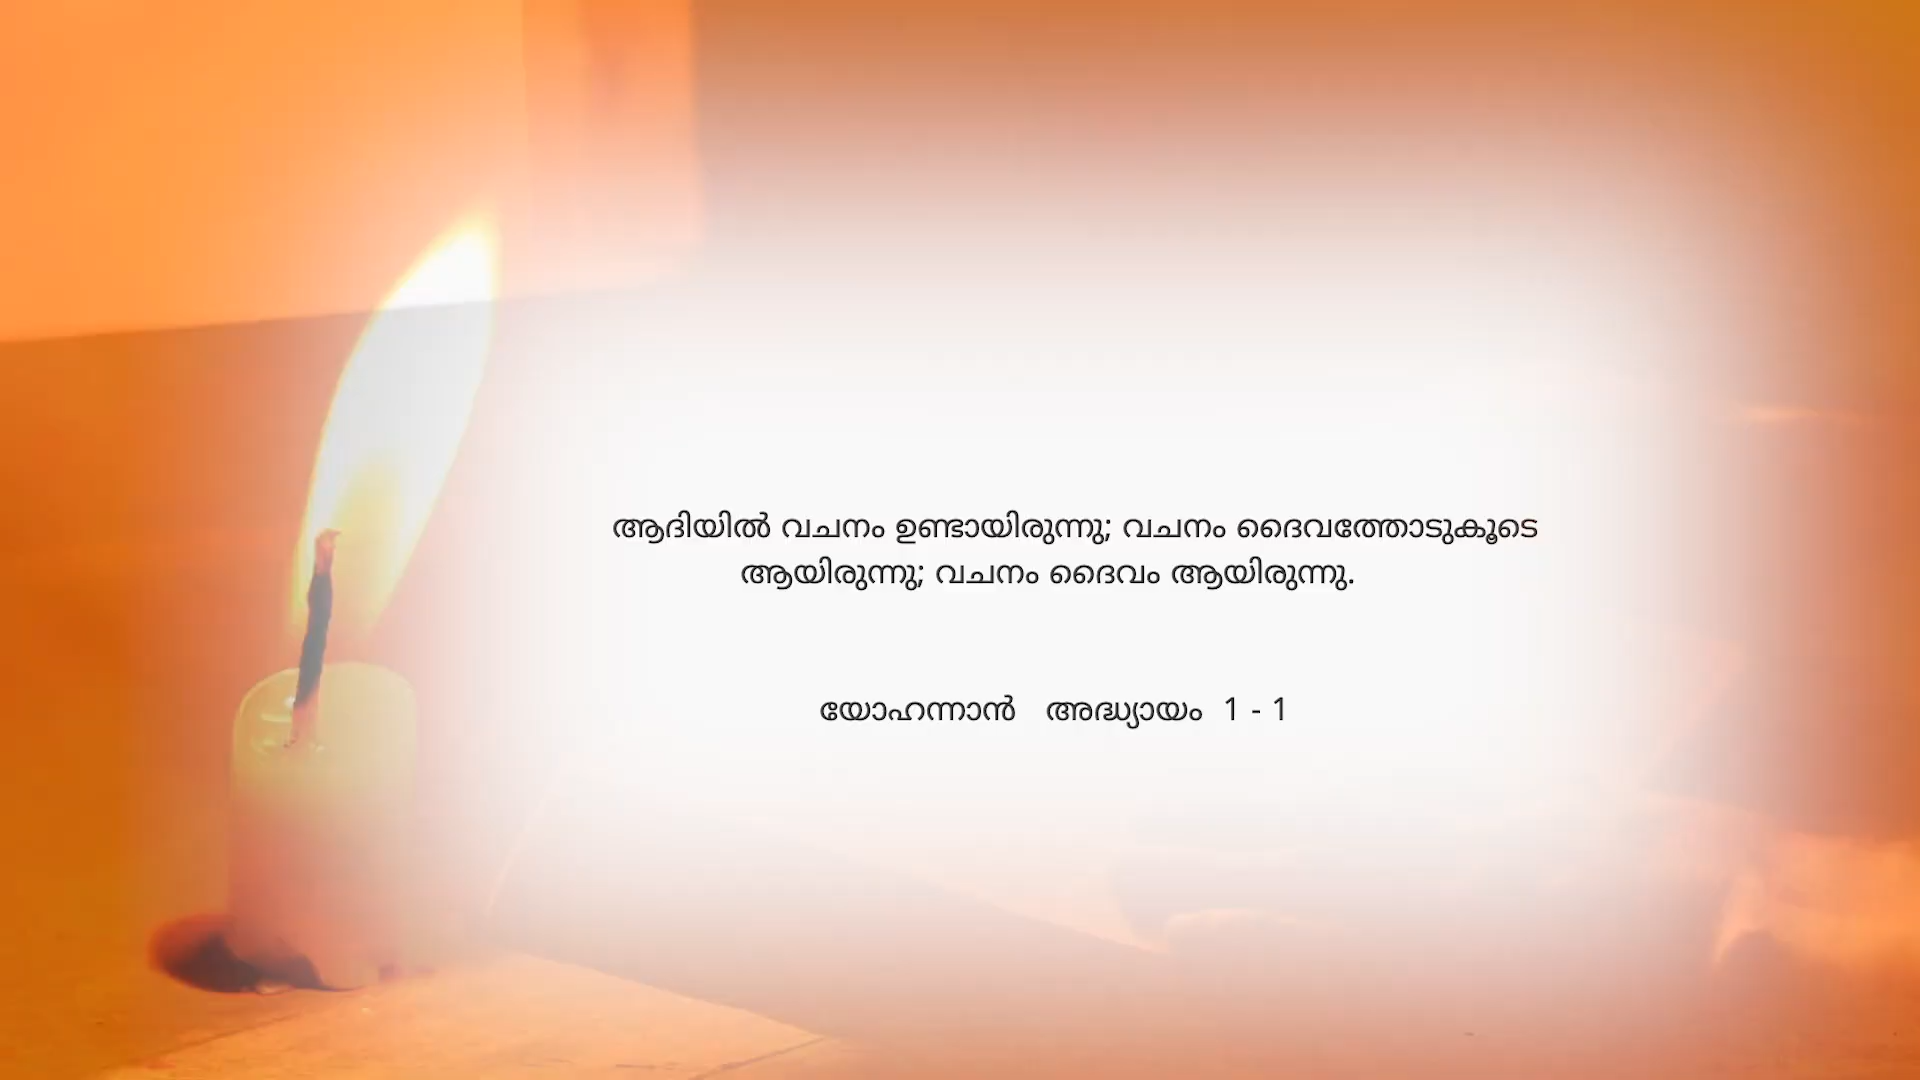 ആദിയിൽ വചനം ഉണ്ടായിരുന്നു; വചനം ദൈവത്തോടുകൂടെ
ആയിരുന്നു; വചനം ദൈവം ആയിരുന്നു.
യോഹന്നാൻ അദ്ധ്യായം 1 - 1